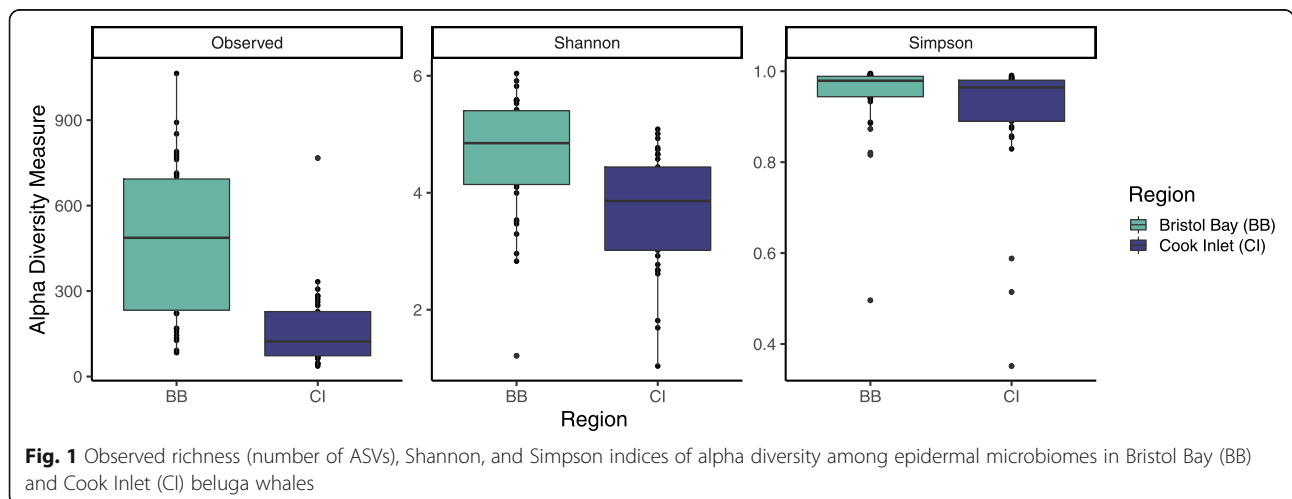 Observed
Shannon
Simpson
Alpha Diversity Measure
900
600
300
0
6
4
2
1.0
0.8
0.6
0.4
BB
CI
BB
CI
BB
CI
Region
Region
Bristol Bay (BB)
Cook Inlet (CI)
Fig. 1 Observed richness (number of ASVs), Shannon, and Simpson indices of alpha diversity among epidermal microbiomes in Bristol Bay (BB)
and Cook Inlet (CI) beluga whales